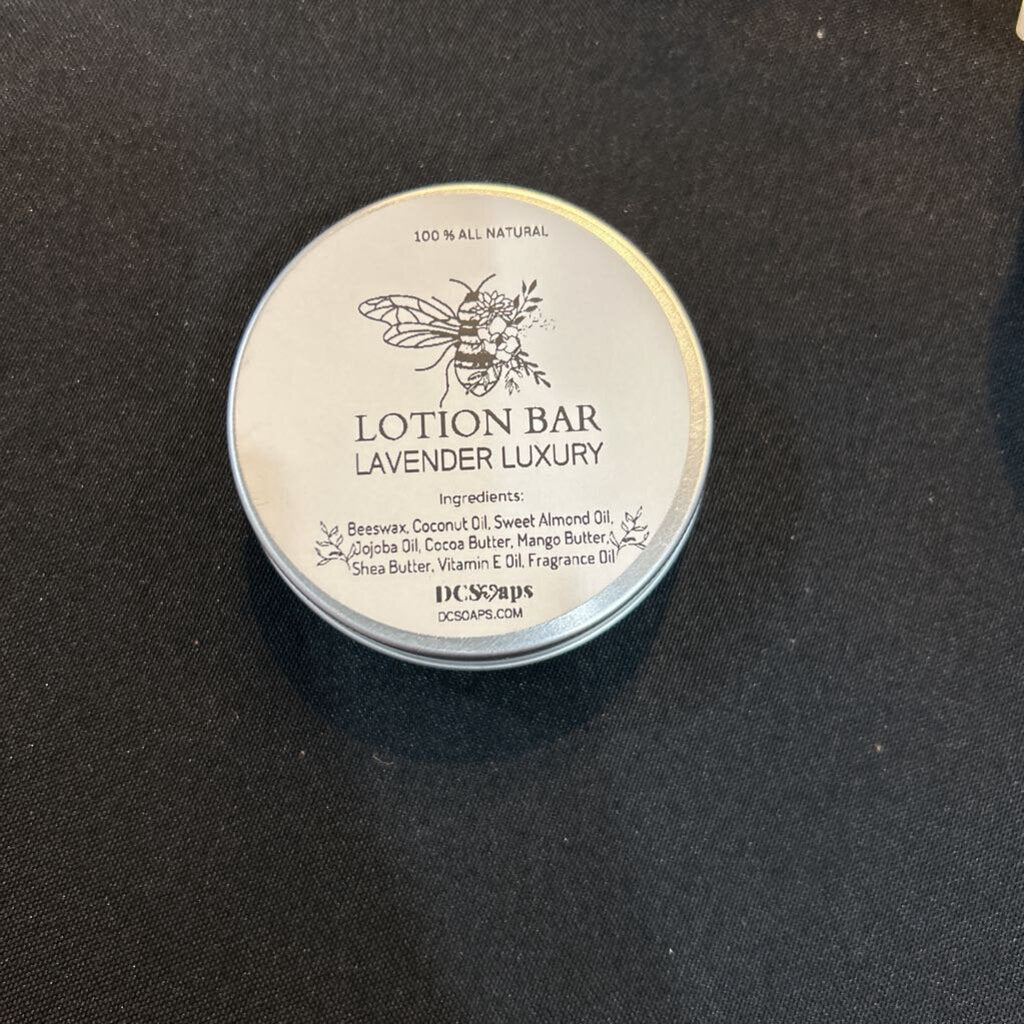 100 % ALL NATURAL
LOTION BAR
LAVENDER LUXURY
Ingredients:
Beeswax, Coconut Oil, Sweet Almond Oil,
Jojoba Oil, Cocoa Butter, Mango Butter,
Shea Butter, Vitamin E Oil, Fragrance Oil
DCSoaps
DCSOAPS.COM